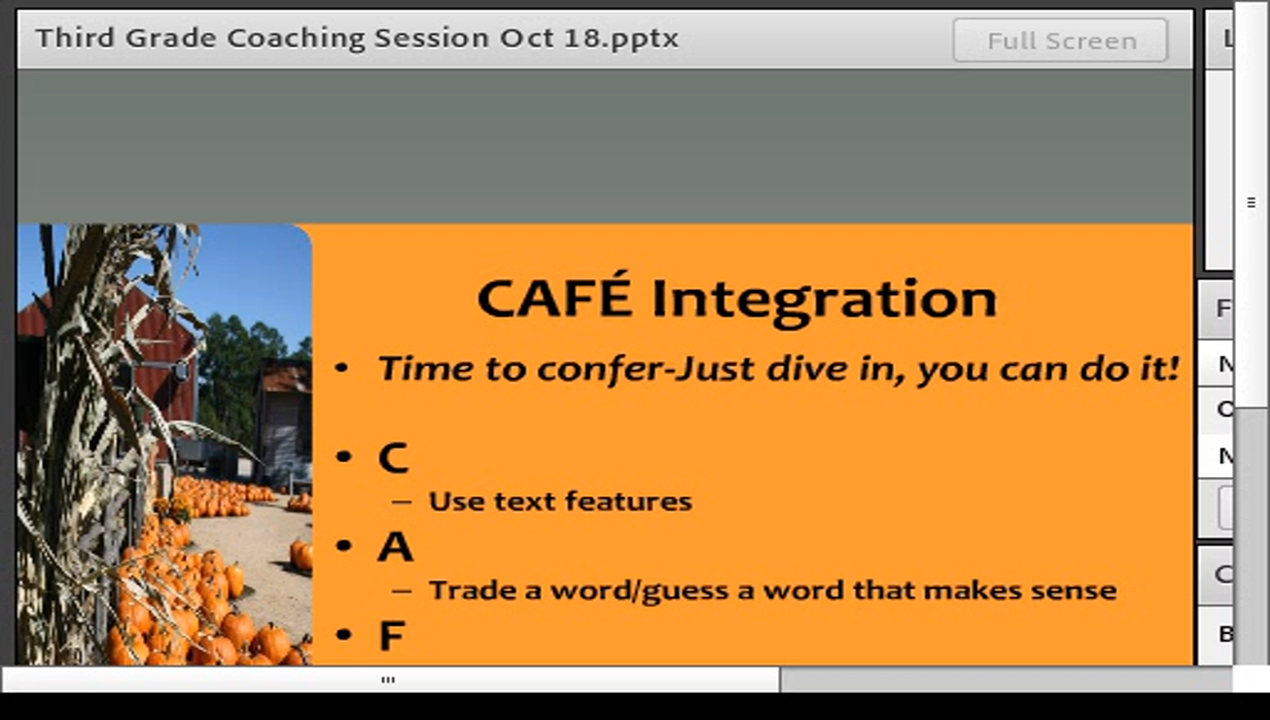 Third Grade Coaching Session Oct 18.pptx
Full Screen
CAFÉ Integration
• Time to confer-Just dive in, you can do it!
• C
– Use text features
• A
– Trade a word/guess a word that makes sense
• F